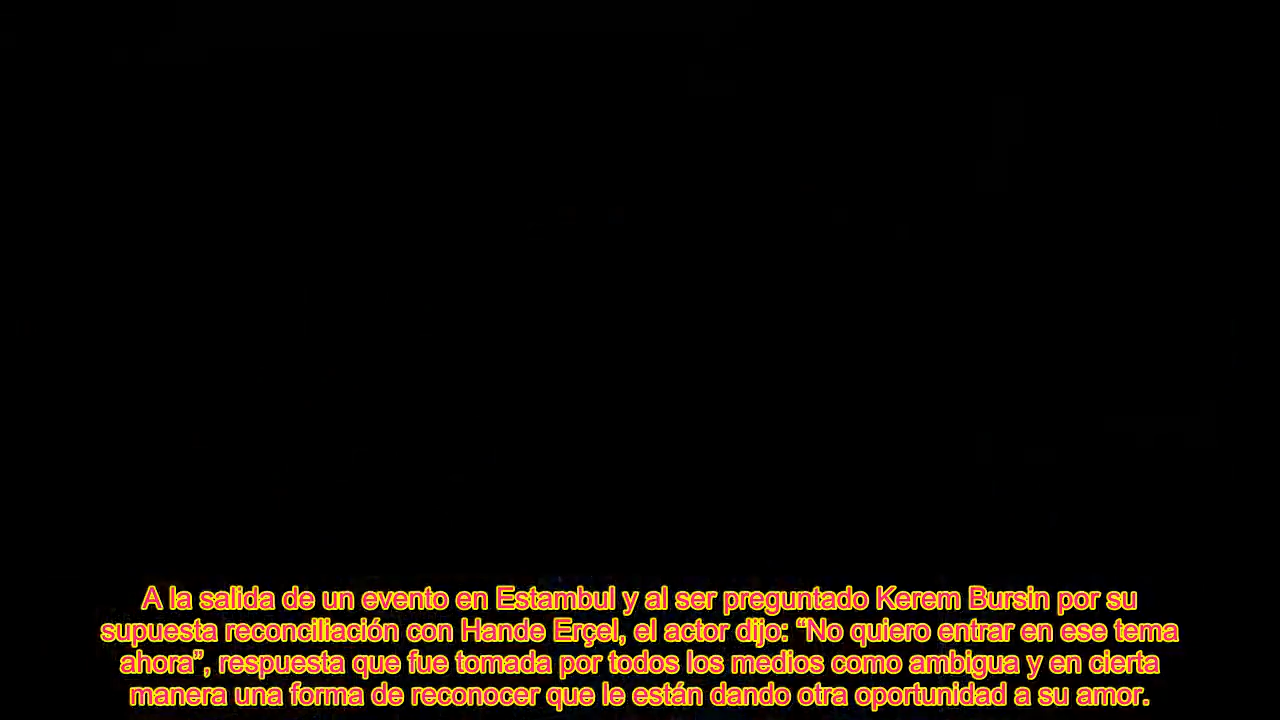 A la salida de un evento en Estambul y al ser preguntado Kerem Bursin por su
supuesta reconciliación con Hande Erçel, el actor dijo: “No quiero entrar en ese tema
ahora”, respuesta que fue tomada por todos los medios como ambigua y en cierta
manera una forma de reconocer que le están dando otra oportunidad a su amor.